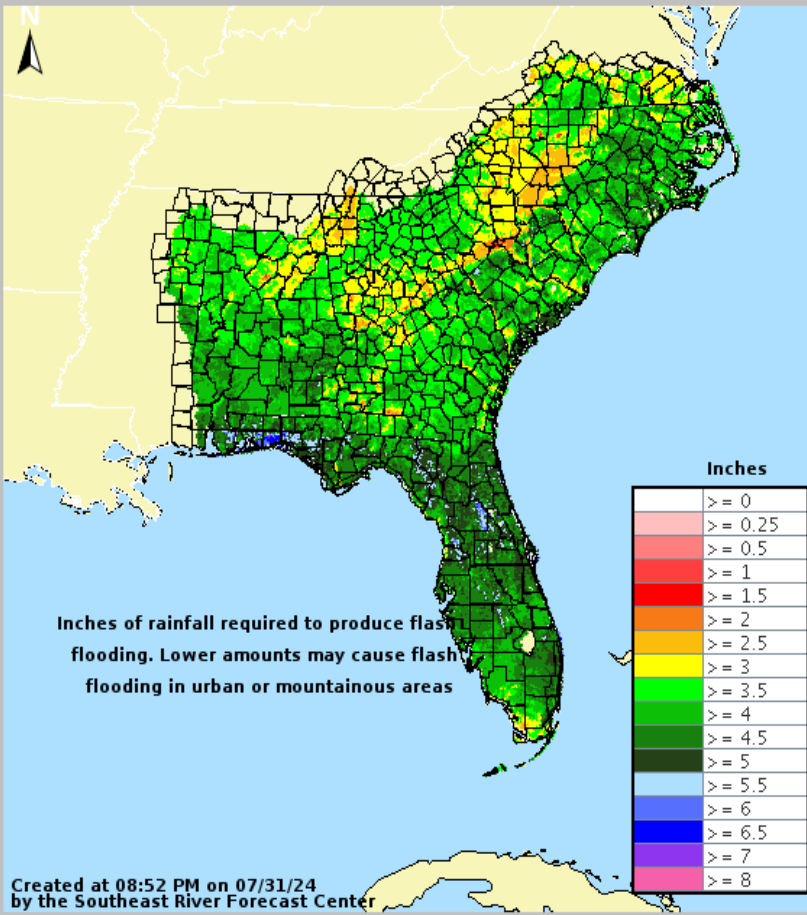 N
Inches of rainfall required to produce flash
flooding. Lower amounts may cause flash
flooding in urban or mountainous areas
Inches
>= 0
>= 0.25
>= 0.5
>= 1
>= 1.5
>= 2
>= 2.5
>= 3
>= 3.5
>= 4
>= 4.5
>= 5
>= 5.5
>= 6
>= 6.5
>= 7
>= 8
Created at 08:52 PM on 07/31/24
by the Southeast River Forecast Center